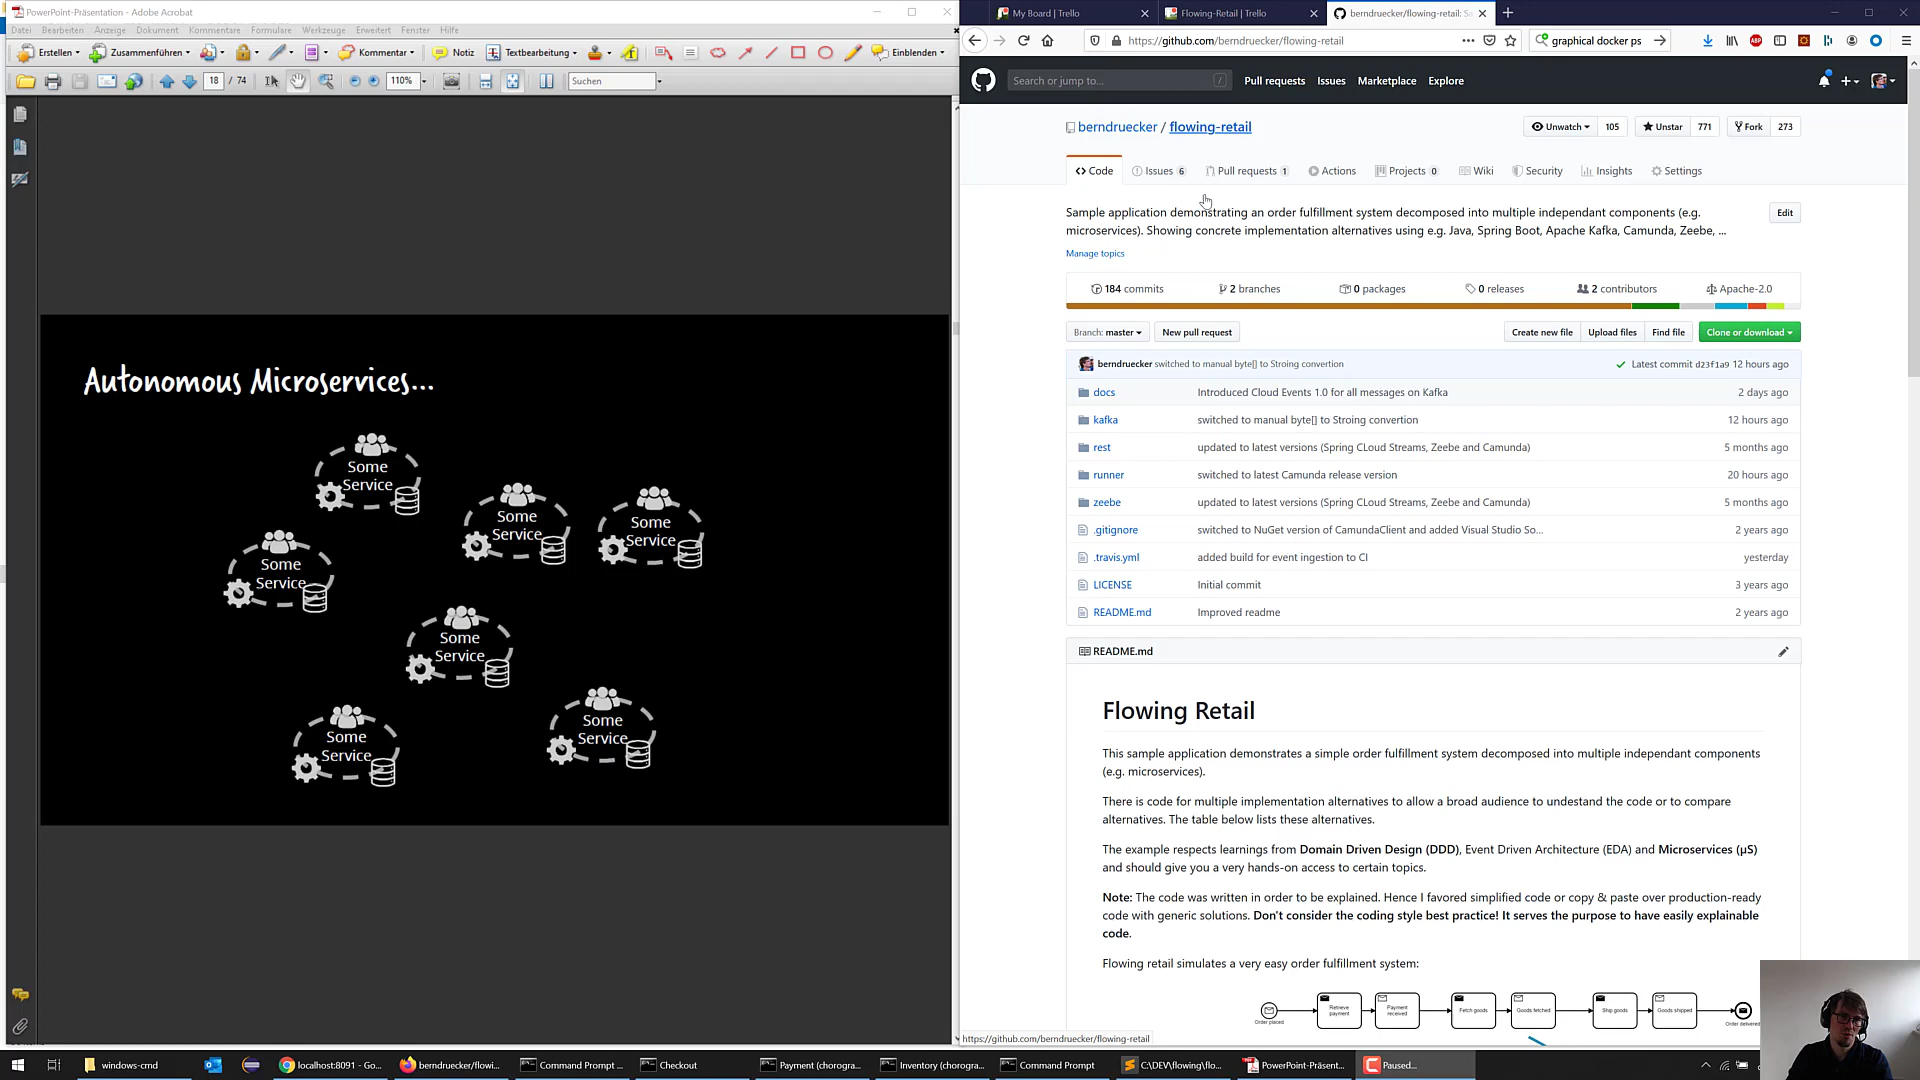 PowerPoint-Präsentation - Adobe Acrobat
Datei Bearbeiten Anzeige Dokument Kommentare Formulare Werkzeuge Erweitert Fenster Hilfe
Erstellen Zusammenführen Kommentar Notiz Textbearbeitung Einblenden
18 / 74 110% Suchen
Autonomous Microservices...
Some
Service
Some
Service
Some
Service
Some
Service
Some
Service
Some
Service
Some
Service
My Board | Trello
Flowing-Retail | Trello
berndruecker/flowing-retail: Sa
https://github.com/berndruecker/flowing-retail
graphical docker ps
Search or jump to... /
Pull requests Issues Marketplace Explore
berndruecker / flowing-retail
Unwatch 105 Unstar 771 Fork 273
Code Issues 6 Pull requests 1 Actions Projects 0 Wiki Security Insights Settings
Sample application demonstrating an order fulfillment system decomposed into multiple independant components (e.g.
microservices). Showing concrete implementation alternatives using e.g. Java, Spring Boot, Apache Kafka, Camunda, Zeebe, ...
Edit
Manage topics
184 commits 2 branches 0 packages 0 releases 2 contributors Apache-2.0
Branch: master New pull request Create new file Upload files Find file Clone or download
berndruecker switched to manual byte[] to Stroing convertion Latest commit d23f1a9 12 hours ago
docs Introduced Cloud Events 1.0 for all messages on Kafka 2 days ago
kafka switched to manual byte[] to Stroing convertion 12 hours ago
rest updated to latest versions (Spring CLoud Streams, Zeebe and Camunda) 5 months ago
runner switched to latest Camunda release version 20 hours ago
zeebe updated to latest versions (Spring CLoud Streams, Zeebe and Camunda) 5 months ago
.gitignore switched to NuGet version of CamundaClient and added Visual Studio So... 2 years ago
.travis.yml added build for event ingestion to CI yesterday
LICENSE Initial commit 3 years ago
README.md Improved readme 2 years ago
README.md
Flowing Retail
This sample application demonstrates a simple order fulfillment system decomposed into multiple independant components
(e.g. microservices).
There is code for multiple implementation alternatives to allow a broad audience to undestand the code or to compare
alternatives. The table below lists these alternatives.
The example respects learnings from Domain Driven Design (DDD), Event Driven Architecture (EDA) and Microservices (µS)
and should give you a very hands-on access to certain topics.
Note: The code was written in order to be explained. Hence I favored simplified code or copy & paste over production-ready
code with generic solutions. Don't consider the coding style best practice! It serves the purpose to have easily explainable
code.
Flowing retail simulates a very easy order fulfillment system:
Order placed Retrieve payment Payment received Fetch goods Goods fetched Ship goods Goods shipped Order delivered
https://github.com/berndruecker/flowing-retail
windows-cmd localhost:8091 - Go... berndruecker/flowi... Command Prompt ... Checkout Payment (chorogra... Inventory (chorogra... Command Prompt C:\DEV\flowing\flo... PowerPoint-Präsent... Paused...